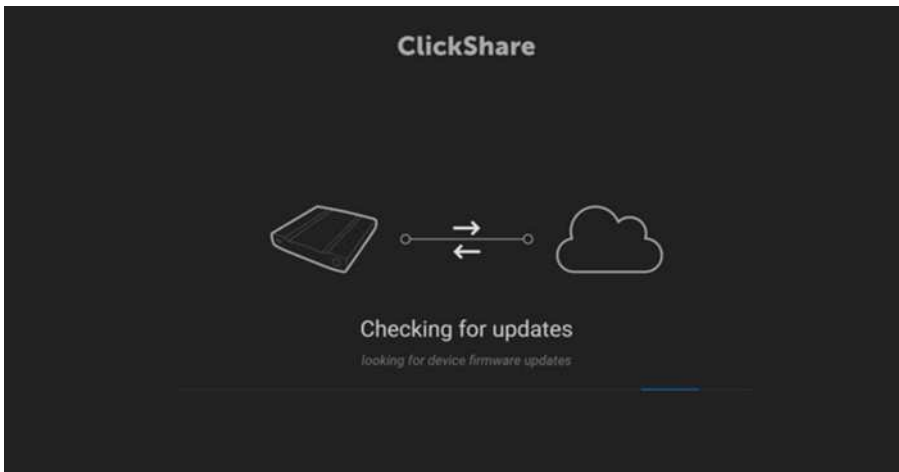 ClickShare
Checking for updates
looking for device firmware updates